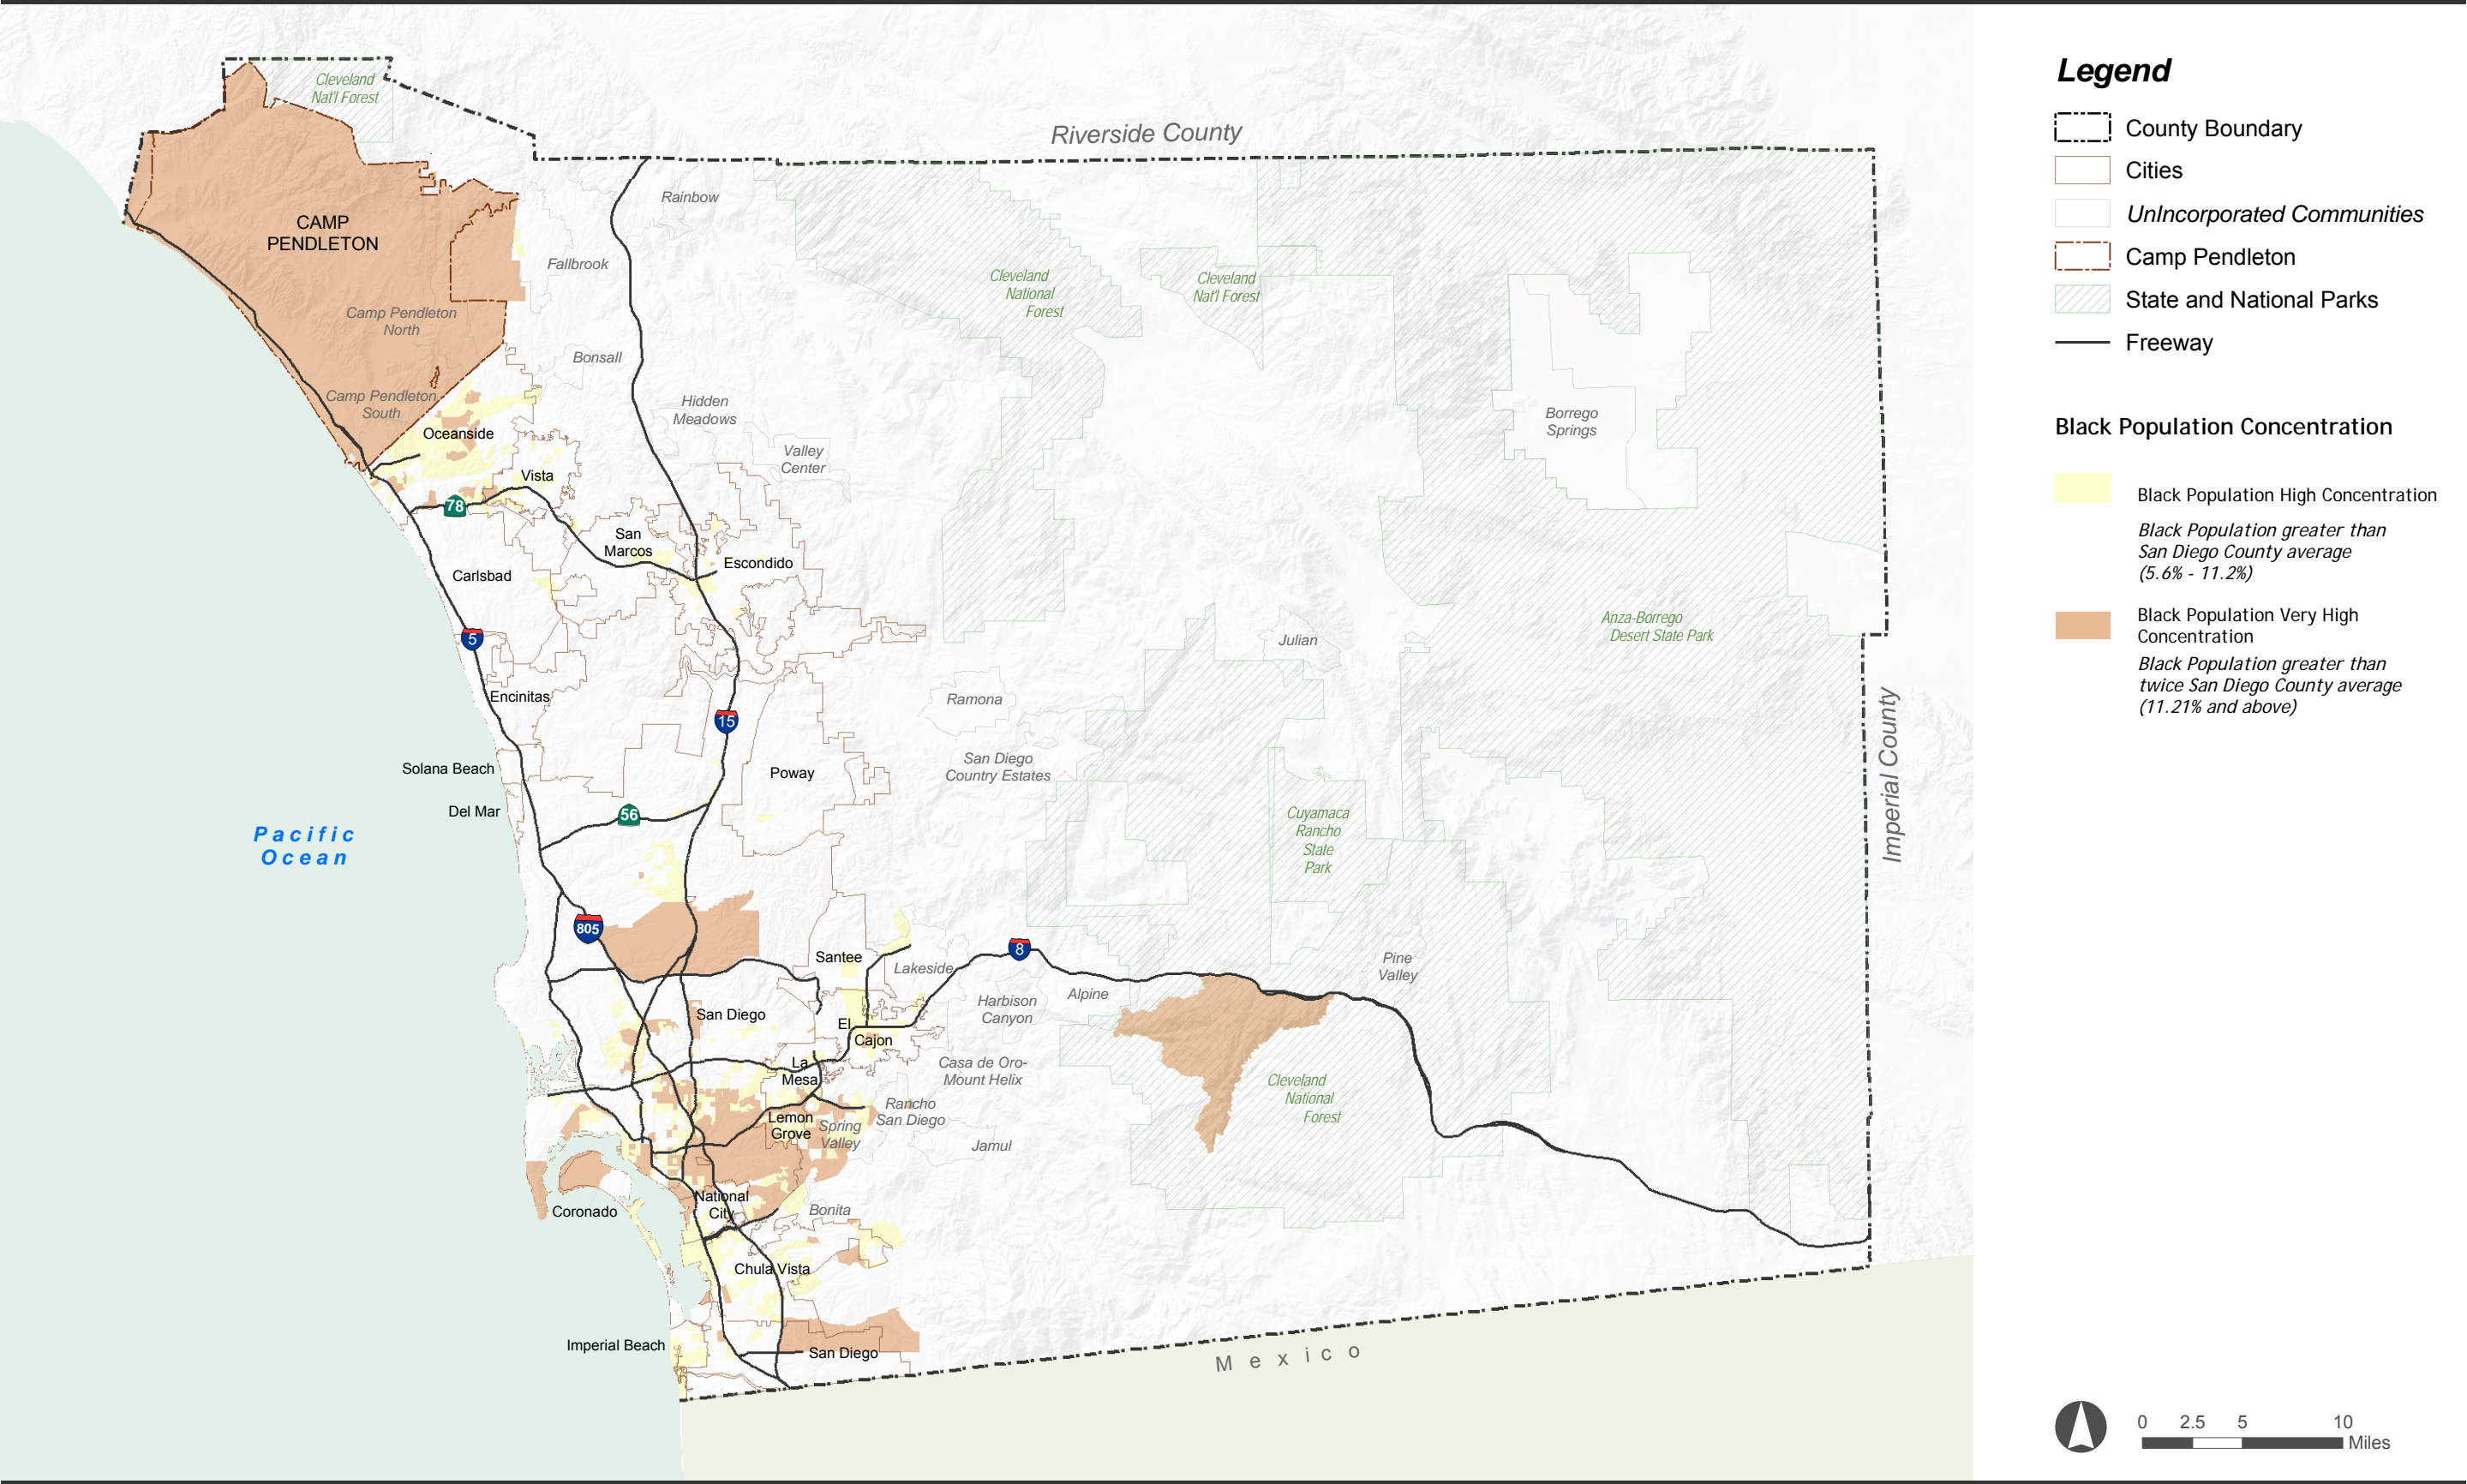 Cleveland
Nat'l Forest
Riverside County
Rainbow
CAMP
PENDLETON
Fallbrook
Cleveland
National
Forest
Cleveland
Nat'l Forest
Camp Pendleton
North
Bonsall
Camp Pendleton
South
Hidden
Meadows
Borrego
Springs
Oceanside
Valley
Center
Vista
78
San
Marcos
Escondido
Carlsbad
5
Anza-Borrego
Desert State Park
Julian
Encinitas
Ramona
15
Imperial County
Solana Beach
Poway
San Diego
Country Estates
Del Mar
56
Cuyamaca
Rancho
State
Park
Pacific
Ocean
805
8
Santee
Lakeside
Pine
Valley
Harbison
Canyon
Alpine
San Diego
El
Cajon
La
Mesa
Casa de Oro-
Mount Helix
Cleveland
National
Forest
Rancho
San Diego
Lemon
Grove
Spring
Valley
Jamul
National
City
Coronado
Bonita
Chula Vista
Imperial Beach
San Diego
Mexico
Legend
County Boundary
Cities
UnIncorporated Communities
Camp Pendleton
State and National Parks
Freeway
Black Population Concentration
Black Population High Concentration
Black Population greater than
San Diego County average
(5.6% - 11.2%)
Black Population Very High
Concentration
Black Population greater than
twice San Diego County average
(11.21% and above)
0 2.5 5 10
Miles